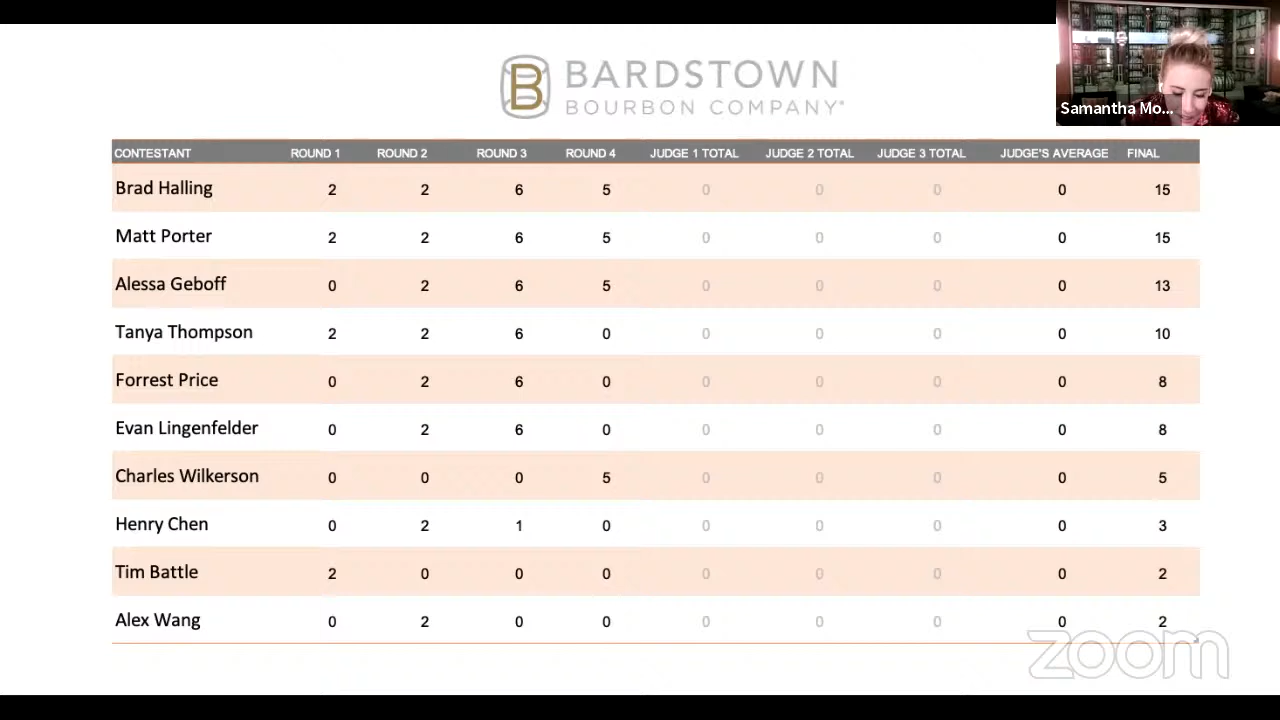 BARDSTOWN
BOURBON COMPANY
Samantha Mo...
CONTESTANT ROUND 1 ROUND 2 ROUND 3 ROUND 4 JUDGE 1 TOTAL JUDGE 2 TOTAL JUDGE 3 TOTAL JUDGE'S AVERAGE FINAL
Brad Halling 2 2 6 5 0 0 0 0 15
Matt Porter 2 2 6 5 0 0 0 0 15
Alessa Geboff 0 2 6 5 0 0 0 0 13
Tanya Thompson 2 2 6 0 0 0 0 0 10
Forrest Price 0 2 6 0 0 0 0 0 8
Evan Lingenfelder 0 2 6 0 0 0 0 0 8
Charles Wilkerson 0 0 0 5 0 0 0 0 5
Henry Chen 0 2 1 0 0 0 0 0 3
Tim Battle 2 0 0 0 0 0 0 0 2
Alex Wang 0 2 0 0 0 0 0 0 2
zoom